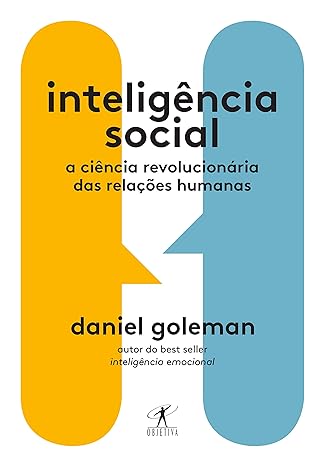 inteligência
social
a ciência revolucionária
das relações humanas
daniel goleman
autor do best seller
inteligência emocional
OBJETIVA